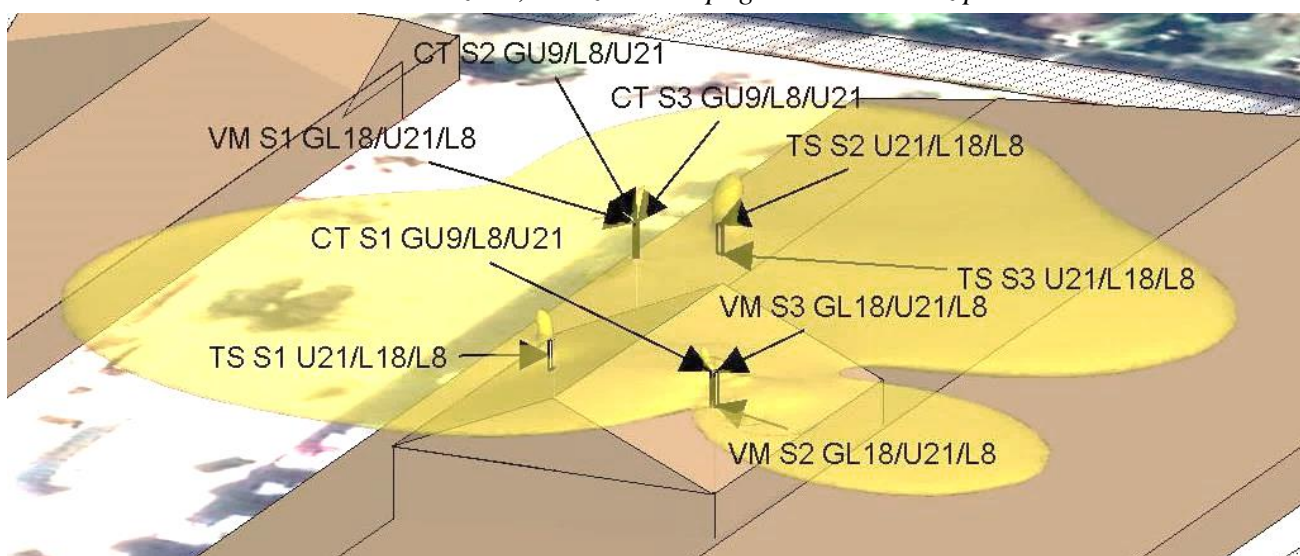 CT S2 GU9/L8/U21
CT S3 GU9/L8/U21
VM S1 GL18/U21/L8
TS S2 U21/L18/L8
CT S1 GU9/L8/U21
TS S3 U21/L18/L8
VM S3 GL18/U21/L8
TS S1 U21/L18/L8
VM S2 GL18/U21/L8